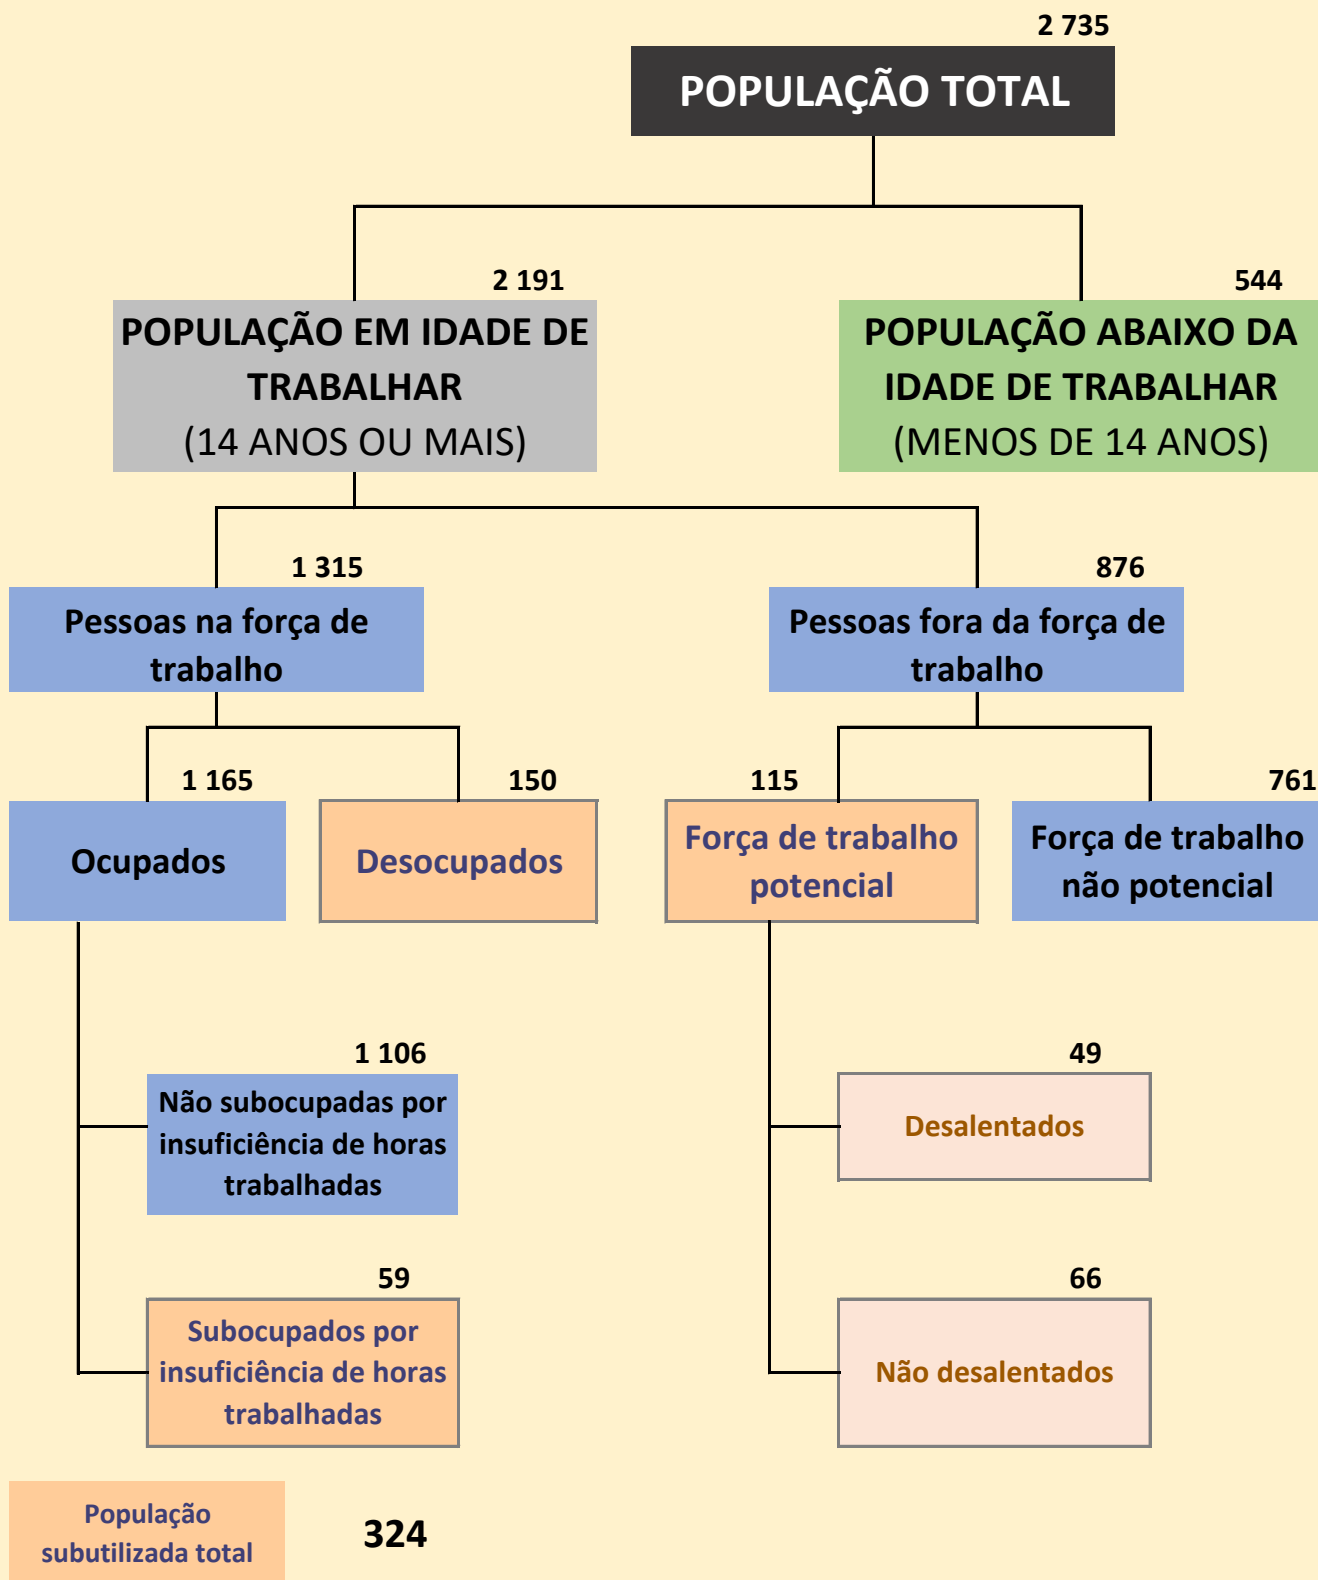 2 735
POPULAÇÃO TOTAL
2 191
POPULAÇÃO EM IDADE DE
TRABALHAR
(14 ANOS OU MAIS)
544
POPULAÇÃO ABAIXO DA
IDADE DE TRABALHAR
(MENOS DE 14 ANOS)
1 315
Pessoas na força de
trabalho
876
Pessoas fora da força de
trabalho
1 165
Ocupados
150
Desocupados
115
Força de trabalho
potencial
761
Força de trabalho
não potencial
1 106
Não subocupadas por
insuficiência de horas
trabalhadas
49
Desalentados
59
Subocupados por
insuficiência de horas
trabalhadas
66
Não desalentados
População
subutilizada total
324